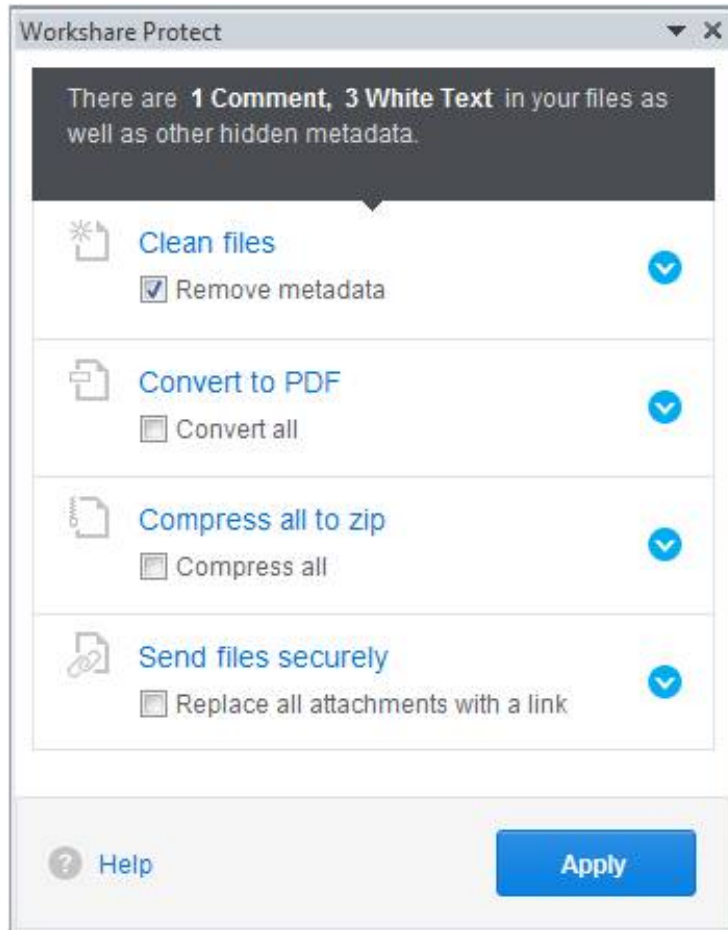 Workshare Protect
There are 1 Comment, 3 White Text in your files as
well as other hidden metadata.
Clean files
Remove metadata
Convert to PDF
Convert all
Compress all to zip
Compress all
Send files securely
Replace all attachments with a link
? Help
Apply